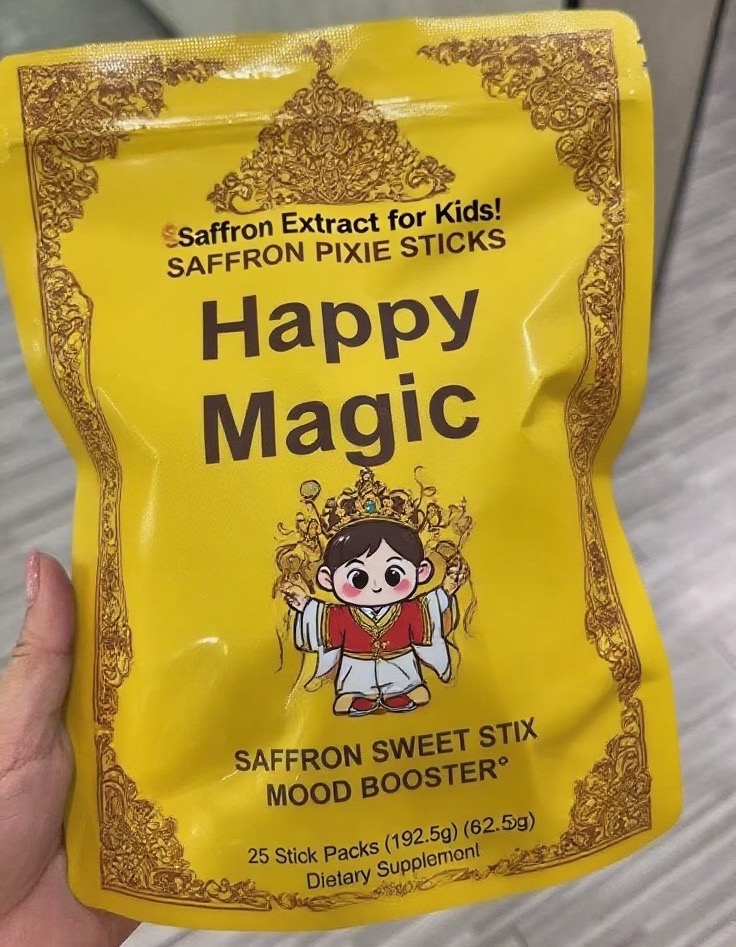 Saffron Extract for Kids!
SAFFRON PIXIE STICKS
Happy
Magic
SAFFRON SWEET STIX
MOOD BOOSTER°
25 Stick Packs (192.5g) (62.5g)
Dietary Supplemont